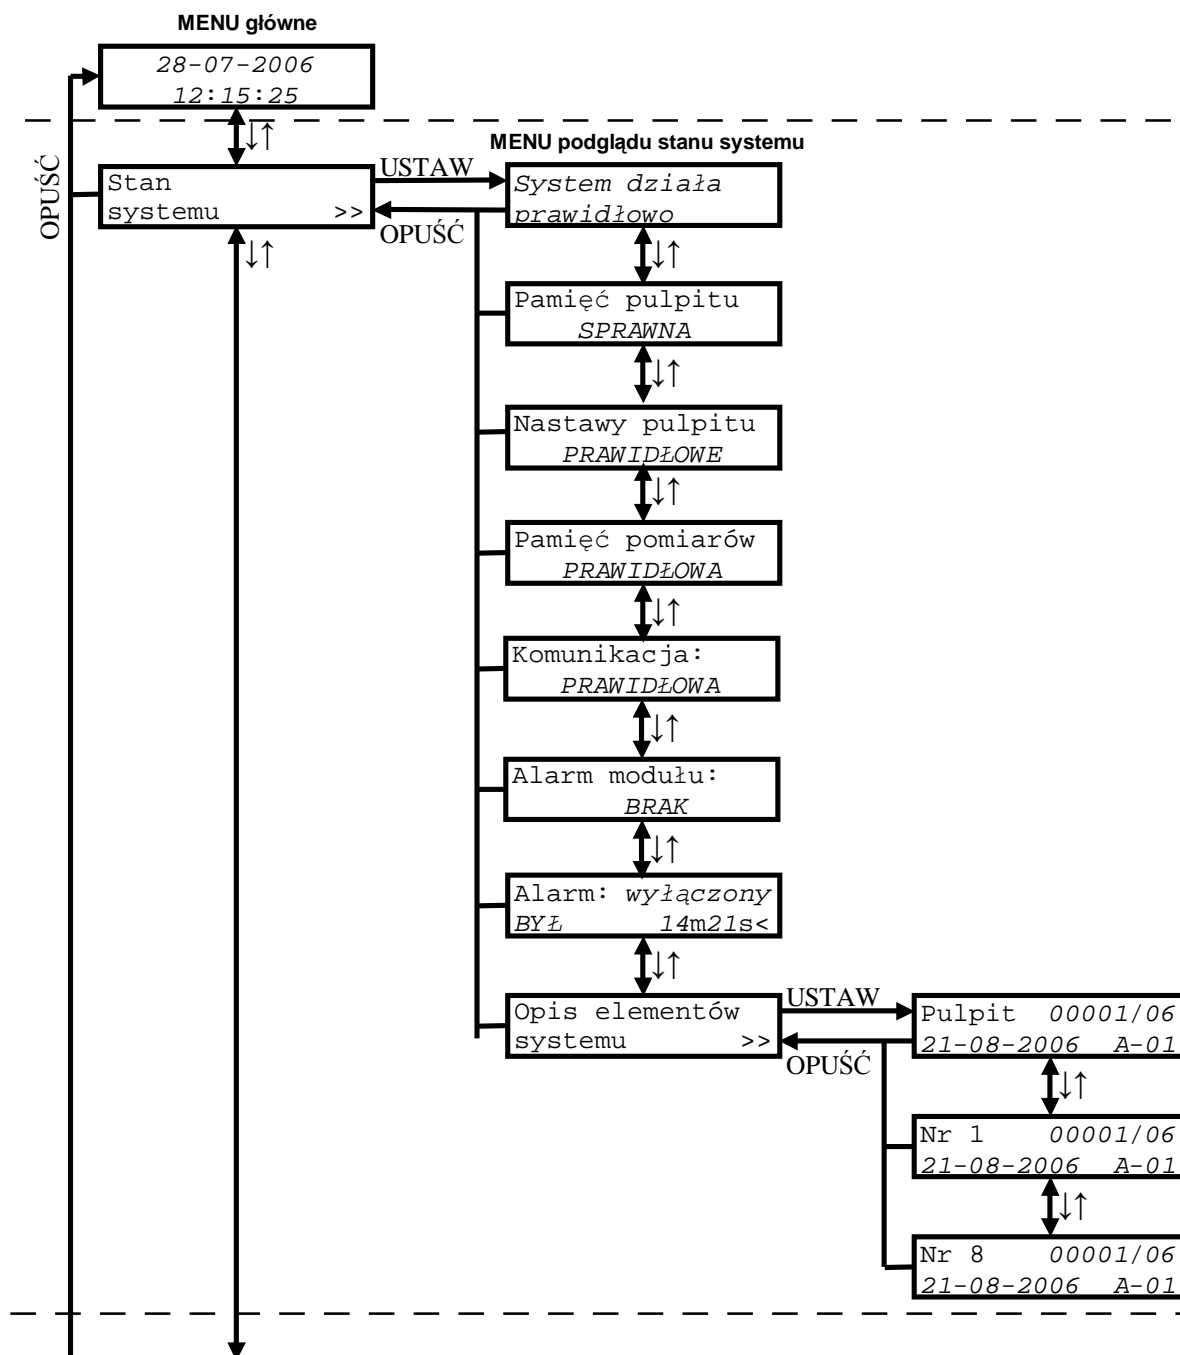 MENU główne
28-07-2006
12:15:25
↓↑
OPUŚĆ
MENU podglądu stanu systemu
Stan
systemu >>
USTAW
OPUŚĆ
↓↑
System działa
prawidłowo
↓↑
Pamięć pulpitu
SPRAWNA
↓↑
Nastawy pulpitu
PRAWIDŁOWE
↓↑
Pamięć pomiarów
PRAWIDŁOWA
↓↑
Komunikacja:
PRAWIDŁOWA
↓↑
Alarm modułu:
BRAK
↓↑
Alarm: wyłączony
BYŁ 14m21s<
↓↑
Opis elementów
systemu >>
USTAW
OPUŚĆ
Pulpit 00001/06
21-08-2006 A-01
↓↑
Nr 1 00001/06
21-08-2006 A-01
↓↑
Nr 8 00001/06
21-08-2006 A-01